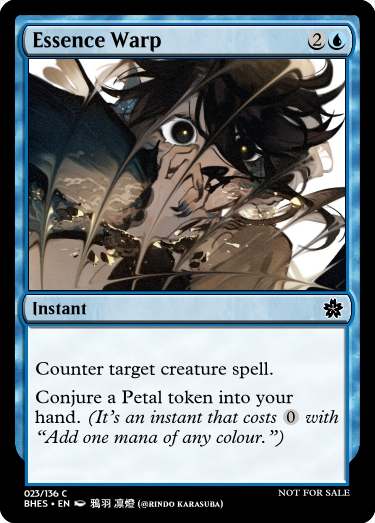 Essence Warp 2
Instant
Counter target creature spell.
Conjure a Petal token into your
hand. (It's an instant that costs 0 with
“Add one mana of any colour.”)
023/136 C NOT FOR SALE
BHES • EN 鴉羽 凛燈 (@RINDO KARASUBA)